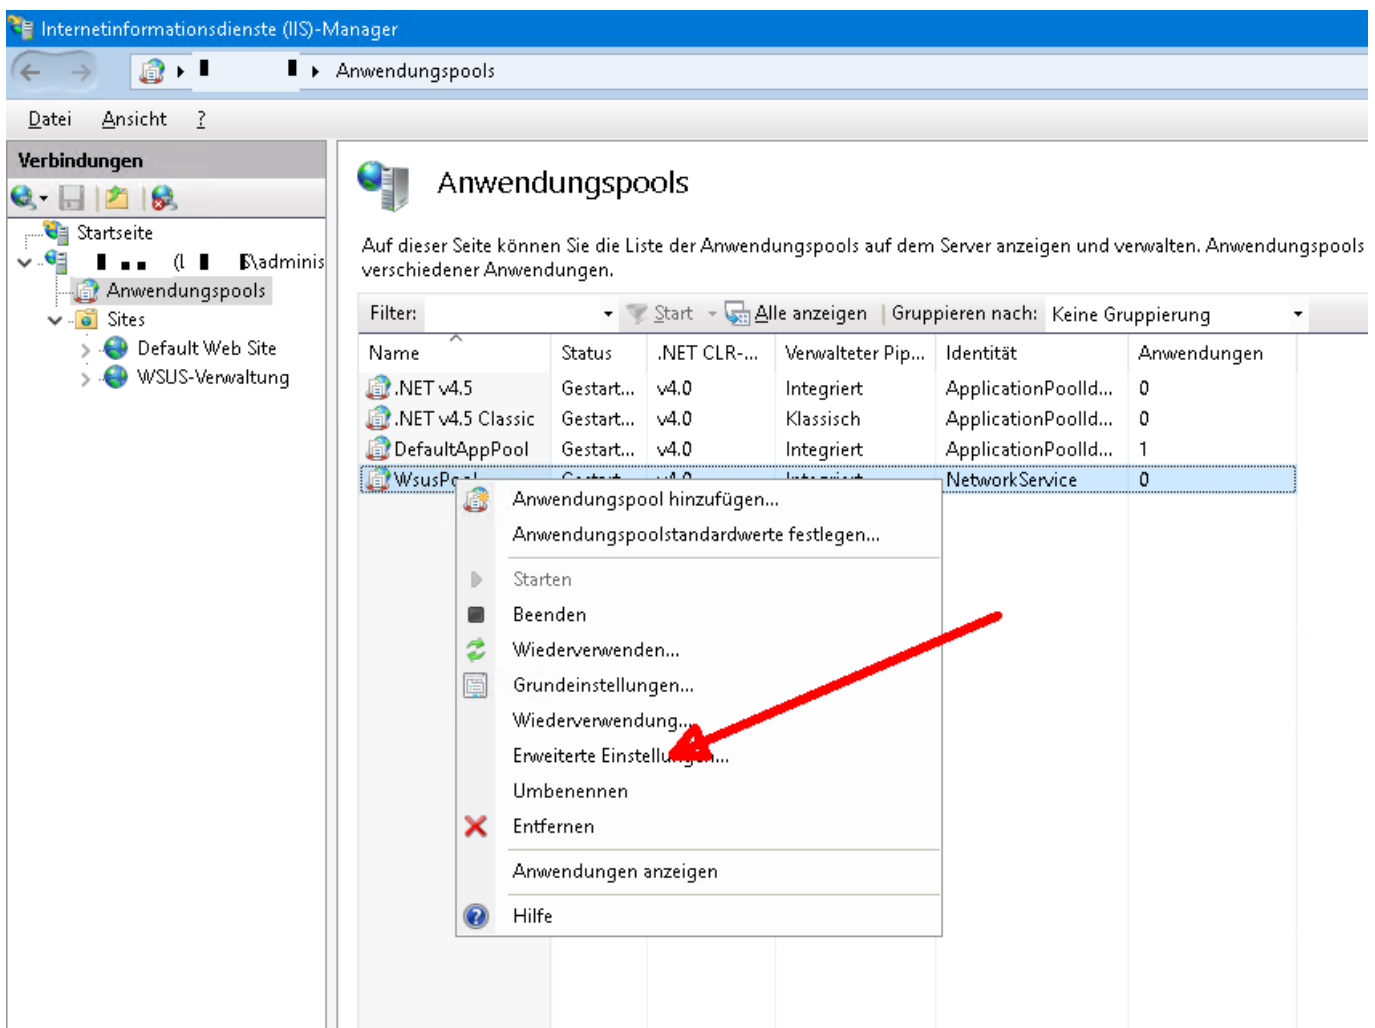 Internetinformationsdienste (IIS)-Manager
Anwendungspools
Datei Ansicht ?
Verbindungen
Startseite
\adminis
Anwendungspools
Sites
Default Web Site
WSUS-Verwaltung
Anwendungspools
Auf dieser Seite können Sie die Liste der Anwendungspools auf dem Server anzeigen und verwalten. Anwendungspools
verschiedener Anwendungen.
Filter: Start Alle anzeigen Gruppieren nach: Keine Gruppierung
Name Status .NET CLR-... Verwalteter Pip... Identität Anwendungen
.NET v4.5 Gestart... v4.0 Integriert ApplicationPoolId... 0
.NET v4.5 Classic Gestart... v4.0 Klassisch ApplicationPoolId... 0
DefaultAppPool Gestart... v4.0 Integriert ApplicationPoolId... 1
WsusPool Gestart... v4.0 Integriert NetworkService 0
Anwendungspool hinzufügen...
Anwendungspoolstandardwerte festlegen...
Starten
Beenden
Wiederverwenden...
Grundeinstellungen...
Wiederverwendung...
Erweiterte Einstellungen...
Umbenennen
Entfernen
Anwendungen anzeigen
Hilfe